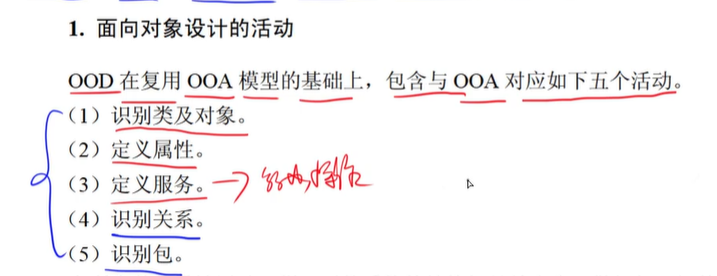 1. 面向对象设计的活动
OOD 在复用 OOA 模型的基础上，包含与 OOA 对应如下五个活动。
（1）识别类及对象。
（2）定义属性。
（3）定义服务。
（4）识别关系。
（5）识别包。